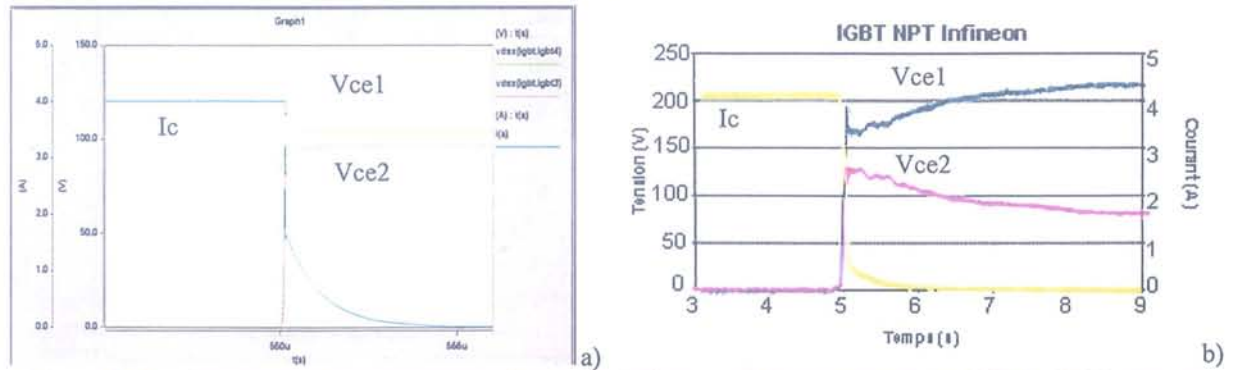 Graph1
(A)
5.0
4.0
3.0
2.0
1.0
0.0
(V)
150.0
100.0
50.0
0.0
(V) : t(s)
(A) : t(s)
Vce1
Ic
Vce2
560u
566u
t(s)
a)
IGBT NPT Infineon
Tension (V)
250
200
150
100
50
0
Vce1
Ic
Vce2
5
4
3
2
1
0
Courant (A)
3 4 5 6 7 8 9
Temps (s)
b)